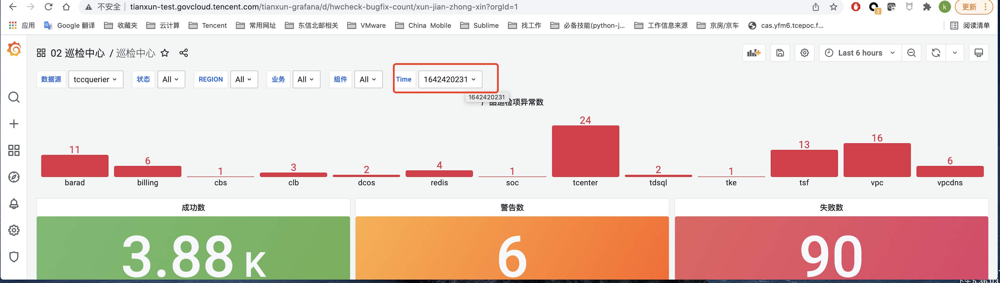 不安全 tianxun-test.govcloud.tencent.com/tianxun-grafana/d/hwcheck-bugfix-count/xun-jian-zhong-xin?orgId=1 3 k 更新
应用 Google 翻译 收藏夹 云计算 Tencent 常用网址 东信北邮相关 VMware China Mobile Sublime 找工作 必备技能(python-j... 工作信息来源 京房/京车 cas.yfm6.tcepoc.f... 阅读清单
02 巡检中心 / 巡检中心 Last 6 hours
数据源 tccquerier 状态 All REGION All 业务 All 组件 All Time 1642420231
1642420231
品巡检项异常数
11 6 1 3 2 4 1 24 2 1 13 16 6
barad billing cbs clb dcos redis soc tcenter tdsql tke tsf vpc vpcdns
成功数 警告数 失败数
3.88 K 6 90
下午5.36.03